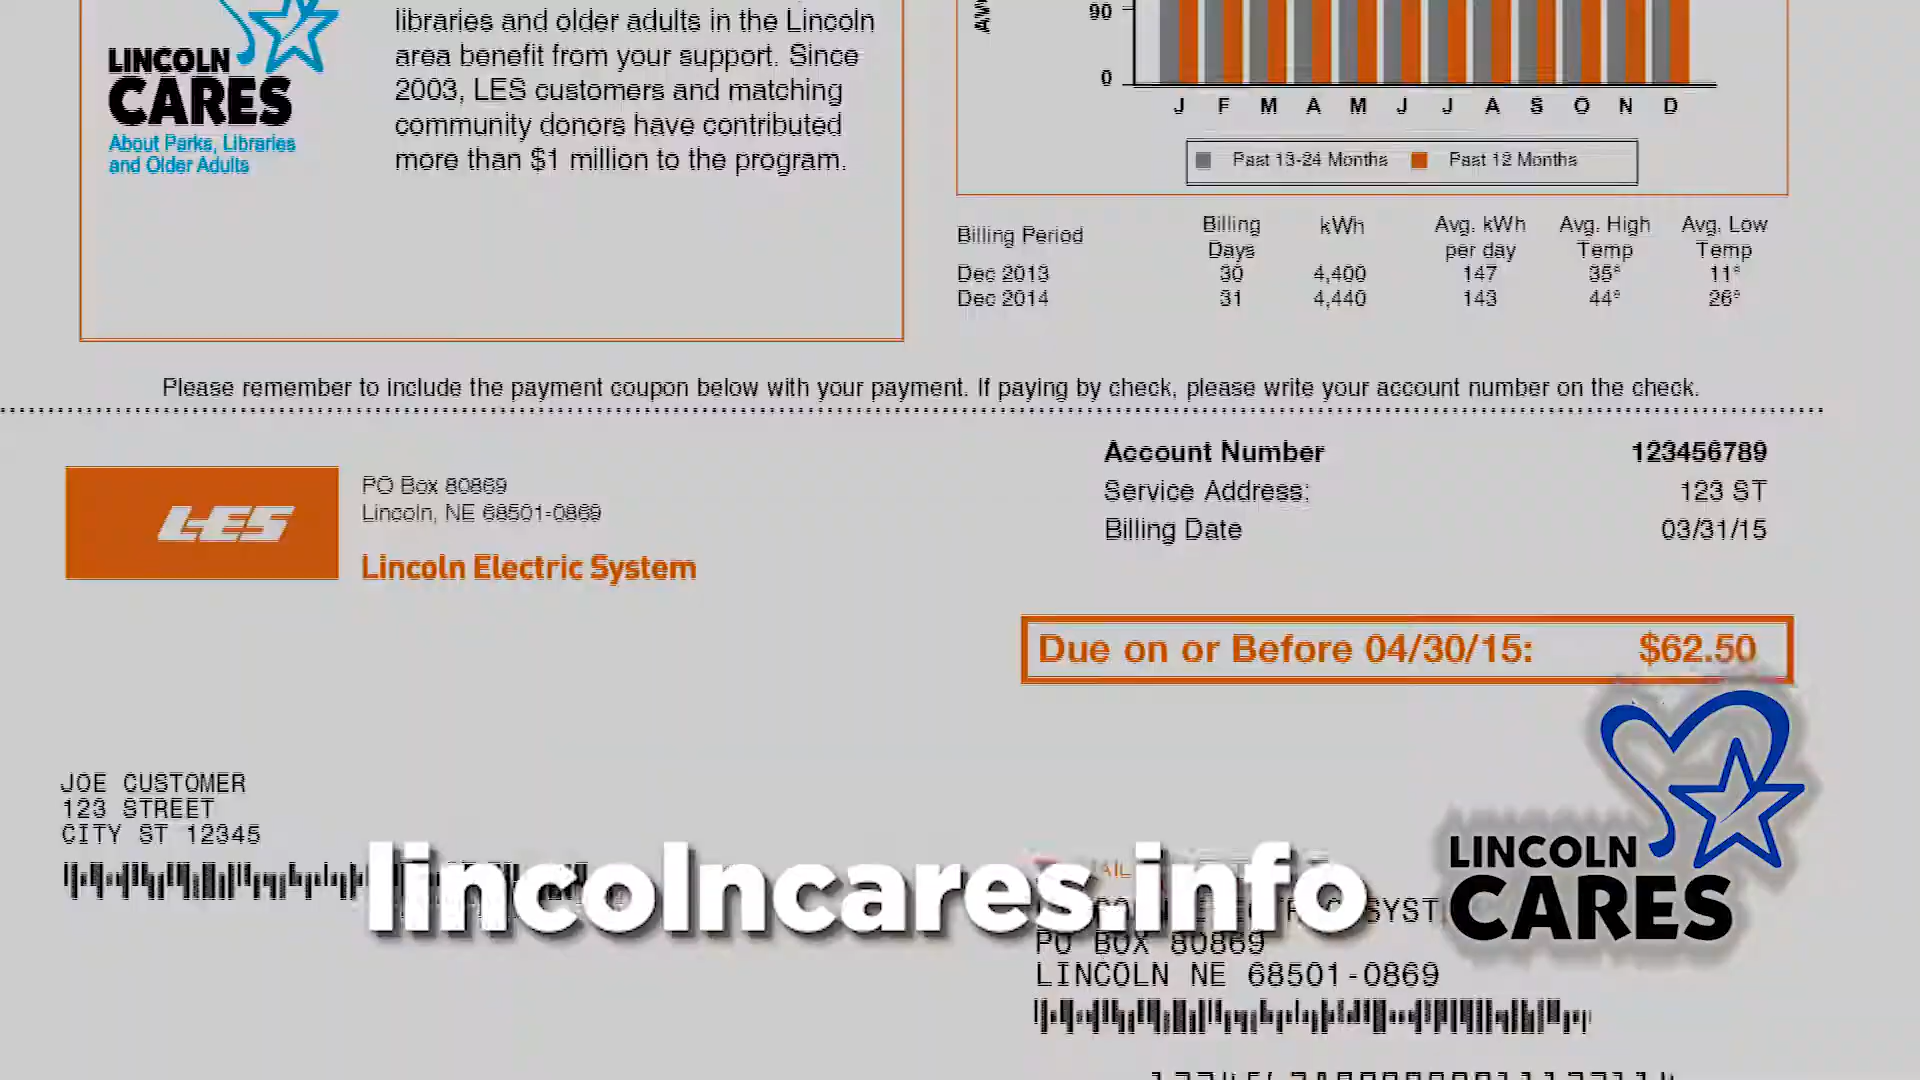 LINCOLN
CARES
About Parks, Libraries
and Older Adults
libraries and older adults in the Lincoln
area benefit from your support. Since
2003, LES customers and matching
community donors have contributed
more than $1 million to the program.
90
0
J F M A M J J A S O N D
Past 13-24 Months Past 12 Months
Billing Period Billing Days kWh Avg. kWh per day Avg. High Temp Avg. Low Temp
Dec 2013 30 4,400 147 35° 11°
Dec 2014 31 4,440 143 44° 26°
Please remember to include the payment coupon below with your payment. If paying by check, please write your account number on the check.
LES
PO Box 80869
Lincoln, NE 68501-0869
Lincoln Electric System
Account Number 123456789
Service Address: 123 ST
Billing Date 03/31/15
Due on or Before 04/30/15: $62.50
JOE CUSTOMER
123 STREET
CITY ST 12345
lincolncares.info
PO BOX 80869
LINCOLN NE 68501-0869
LINCOLN
CARES